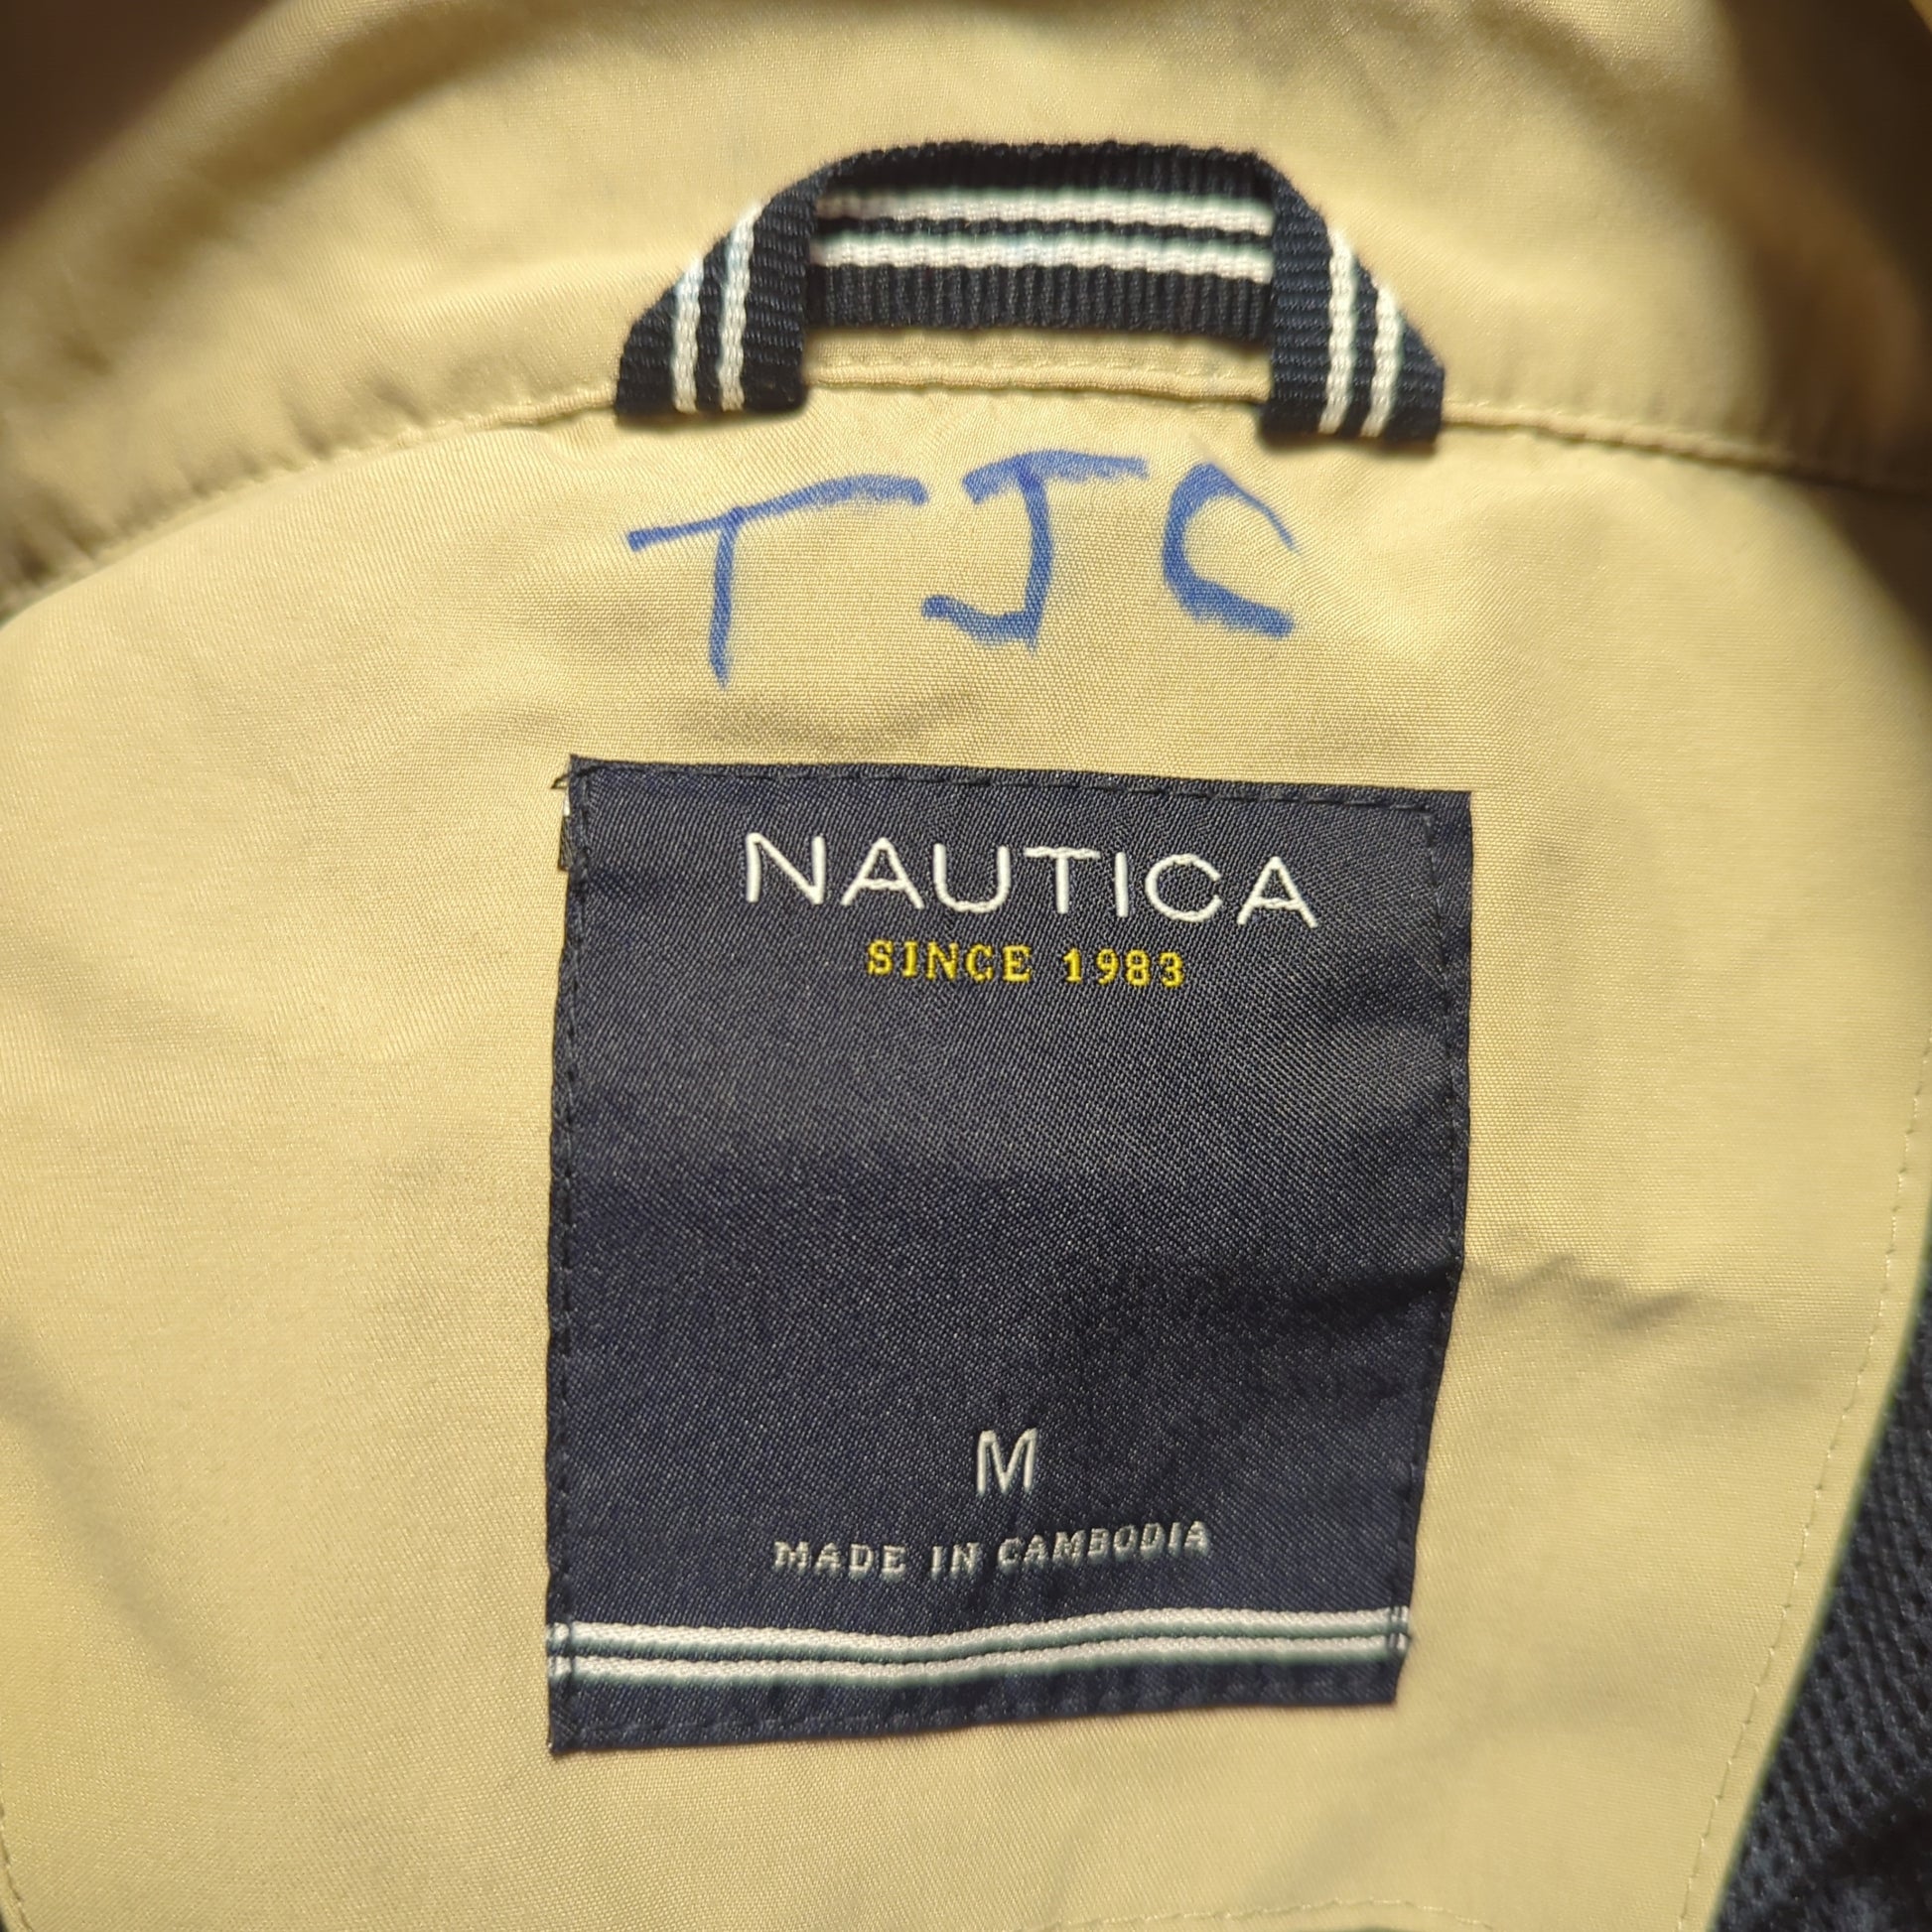 TJC
NAUTICA
SINCE 1983
M
MADE IN CAMBODIA